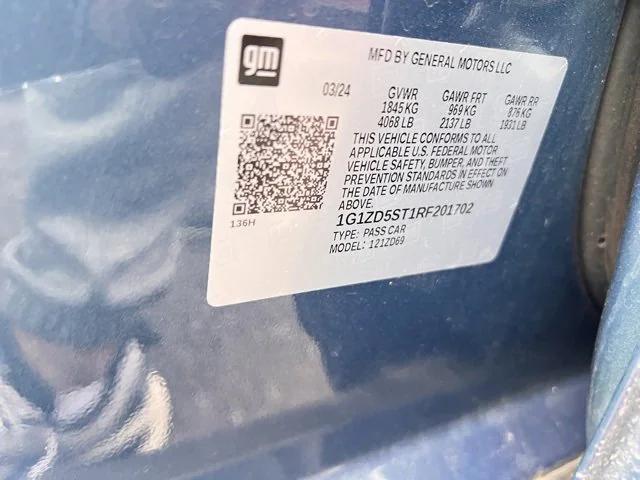 gm
MFD BY GENERAL MOTORS LLC
03/24 GVWR GAWR FRT GAWR RR
1845 KG 969 KG 876 KG
4068 LB 2137 LB 1931 LB
THIS VEHICLE CONFORMS TO ALL
APPLICABLE U.S. FEDERAL MOTOR
VEHICLE SAFETY, BUMPER, AND THEFT
PREVENTION STANDARDS IN EFFECT ON
THE DATE OF MANUFACTURE SHOWN
ABOVE.
1G1ZD5ST1RF201702
136H
TYPE: PASS CAR
MODEL: 121ZD69